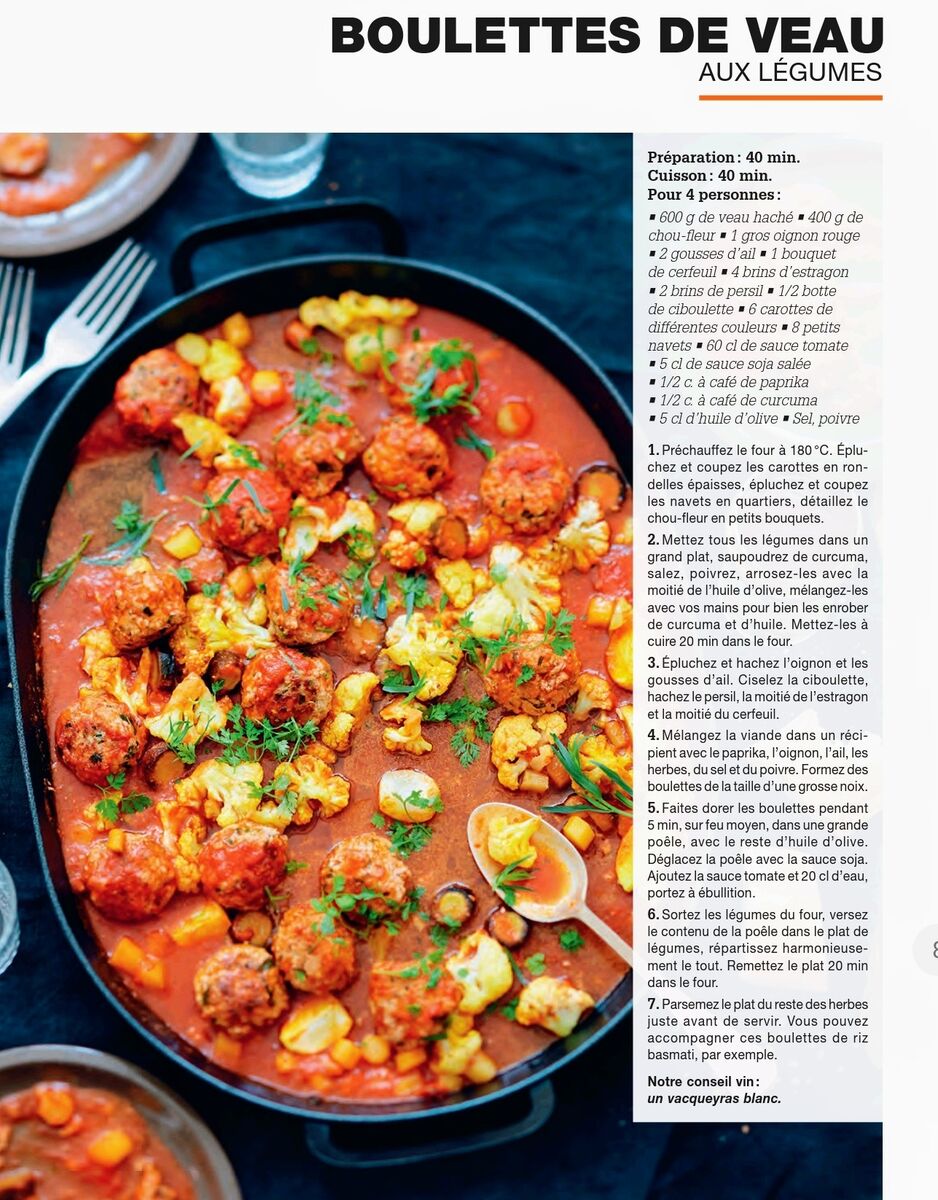 BOULETTES DE VEAU
AUX LÉGUMES
Préparation : 40 min.
Cuisson : 40 min.
Pour 4 personnes :
▪ 600 g de veau haché ▪ 400 g de
chou-fleur ▪ 1 gros oignon rouge
▪ 2 gousses d’ail ▪ 1 bouquet
de cerfeuil ▪ 4 brins d’estragon
▪ 2 brins de persil ▪ 1/2 botte
de ciboulette ▪ 6 carottes de
différentes couleurs ▪ 8 petits
navets ▪ 60 cl de sauce tomate
▪ 5 cl de sauce soja salée
▪ 1/2 c. à café de paprika
▪ 1/2 c. à café de curcuma
▪ 5 cl d’huile d’olive ▪ Sel, poivre
1. Préchauffez le four à 180 °C. Éplu-
chez et coupez les carottes en ron-
delles épaisses, épluchez et coupez
les navets en quartiers, détaillez le
chou-fleur en petits bouquets.
2. Mettez tous les légumes dans un
grand plat, saupoudrez de curcuma,
salez, poivrez, arrosez-les avec la
moitié de l’huile d’olive, mélangez-les
avec vos mains pour bien les enrober
de curcuma et d’huile. Mettez-les à
cuire 20 min dans le four.
3. Épluchez et hachez l’oignon et les
gousses d’ail. Ciselez la ciboulette,
hachez le persil, la moitié de l’estragon
et la moitié du cerfeuil.
4. Mélangez la viande dans un réci-
pient avec le paprika, l’oignon, l’ail, les
herbes, du sel et du poivre. Formez des
boulettes de la taille d’une grosse noix.
5. Faites dorer les boulettes pendant
5 min, sur feu moyen, dans une grande
poêle, avec le reste d’huile d’olive.
Déglacez la poêle avec la sauce soja.
Ajoutez la sauce tomate et 20 cl d’eau,
portez à ébullition.
6. Sortez les légumes du four, versez
le contenu de la poêle dans le plat de
légumes, répartissez harmonieuse-
ment le tout. Remettez le plat 20 min
dans le four.
7. Parsemez le plat du reste des herbes
juste avant de servir. Vous pouvez
accompagner ces boulettes de riz
basmati, par exemple.
Notre conseil vin :
un vacqueyras blanc.